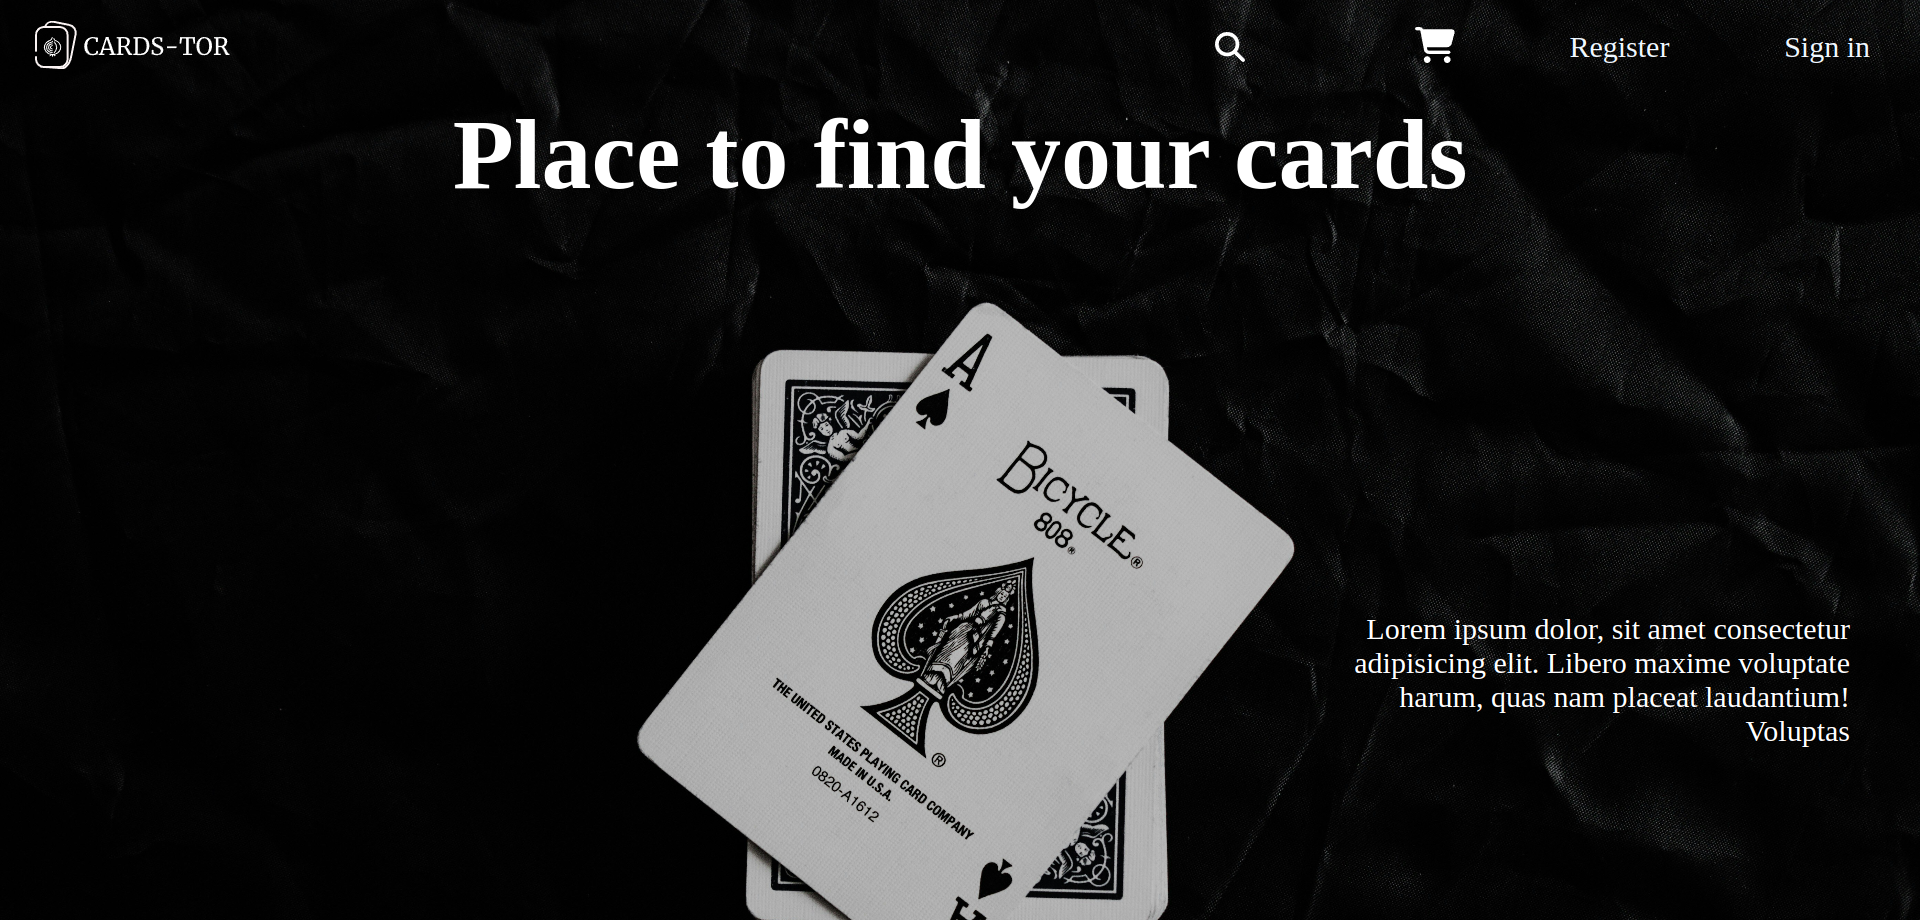 CARDS-TOR
Register
Sign in
Place to find your cards
A
BICYCLE®
808®
THE UNITED STATES PLAYING CARD COMPANY
MADE IN U.S.A.
0820-A1612
®
Lorem ipsum dolor, sit amet consectetur
adipisicing elit. Libero maxime voluptate
harum, quas nam placeat laudantium!
Voluptas